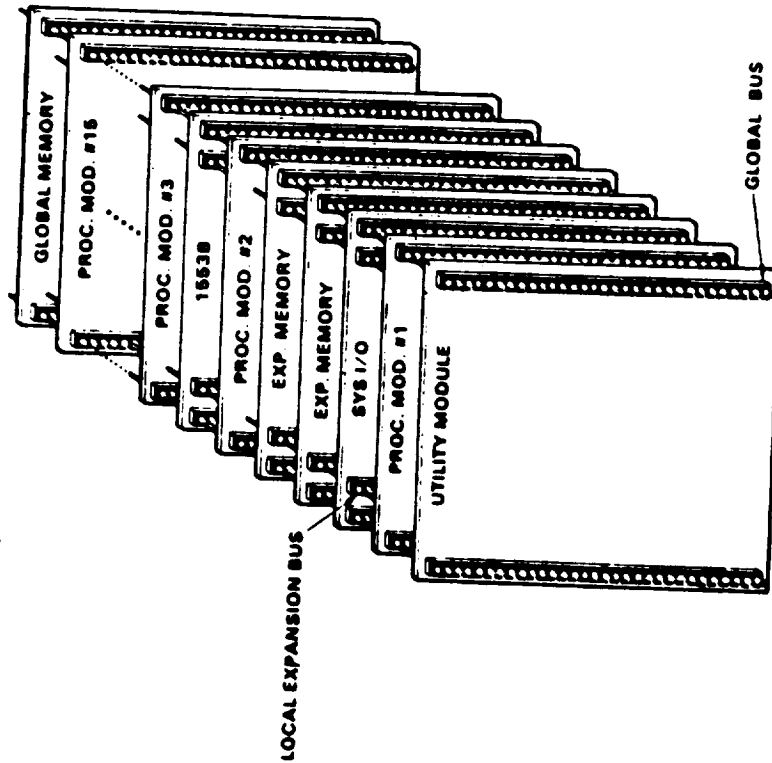 GLOBAL MEMORY
PROC. MOD. #15
PROC. MOD. #3
1553B
PROC. MOD. #2
EXP. MEMORY
EXP. MEMORY
SYS I/O
PROC. MOD. #1
UTILITY MODULE
LOCAL EXPANSION BUS
GLOBAL BUS